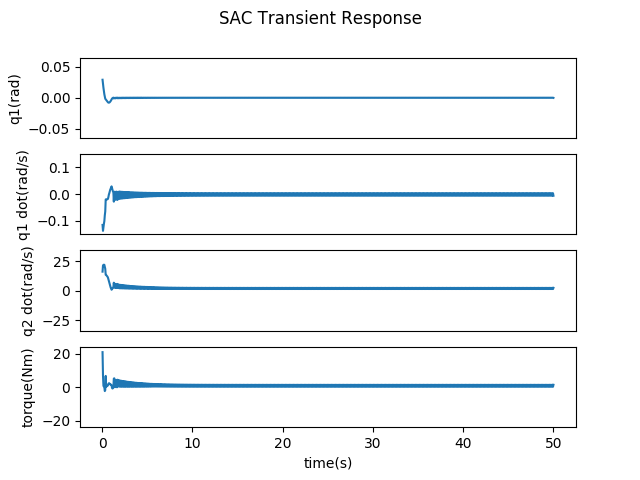 SAC Transient Response
q1(rad)
0.05
0.00
−0.05
q1 dot(rad/s)
0.1
0.0
−0.1
q2 dot(rad/s)
25
0
−25
torque(Nm)
20
0
−20
0 10 20 30 40 50
time(s)